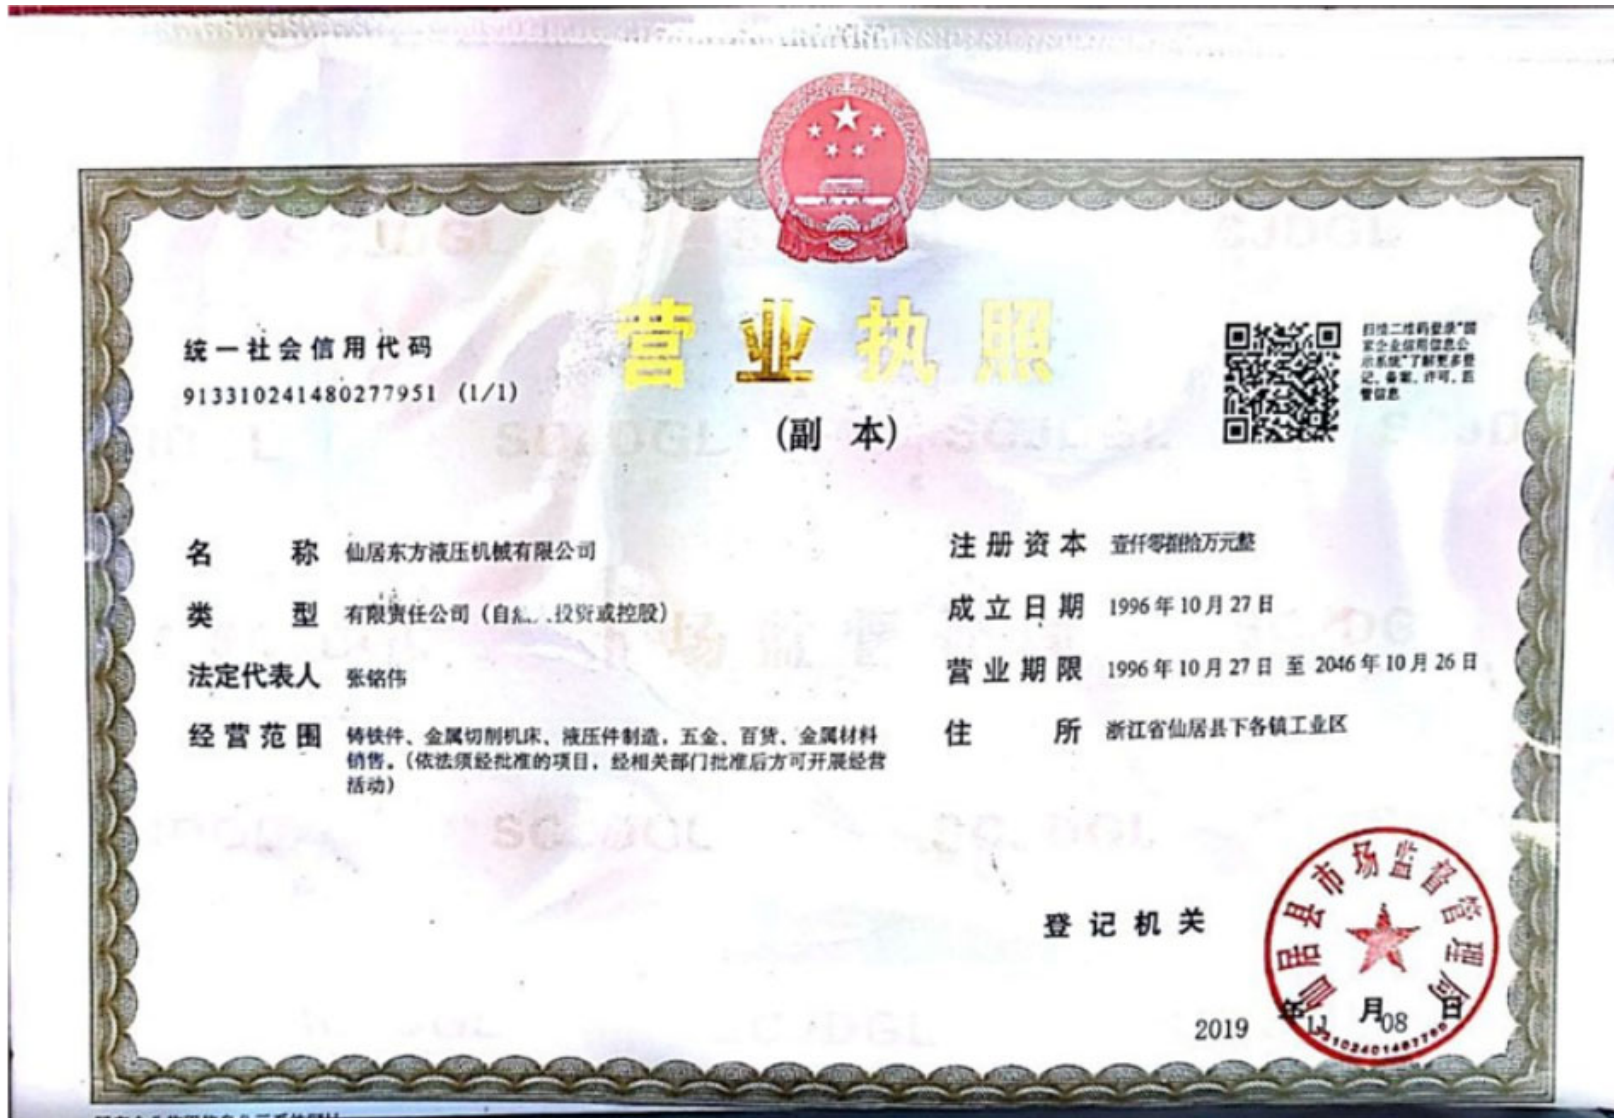 营业执照
(副 本)
统一社会信用代码
913310241480277951 (1/1)
扫描二维码登录“国
家企业信用信息公
示系统”了解更多登
记、备案、许可、监
管信息
名 称 仙居东方液压机械有限公司
类 型 有限责任公司(自 投资或控股)
法定代表人 张铭伟
经营范围 铸铁件、金属切削机床、液压件制造，五金、百货、金属材料
销售。(依法须经批准的项目，经相关部门批准后方可开展经营
活动)
注册资本 壹仟零捌拾万元整
成立日期 1996年10月27日
营业期限 1996年10月27日 至 2046年10月26日
住 所 浙江省仙居县下各镇工业区
登记机关
仙居县市场监督管理局
2019 年 11 月 08 日
SCJDGL